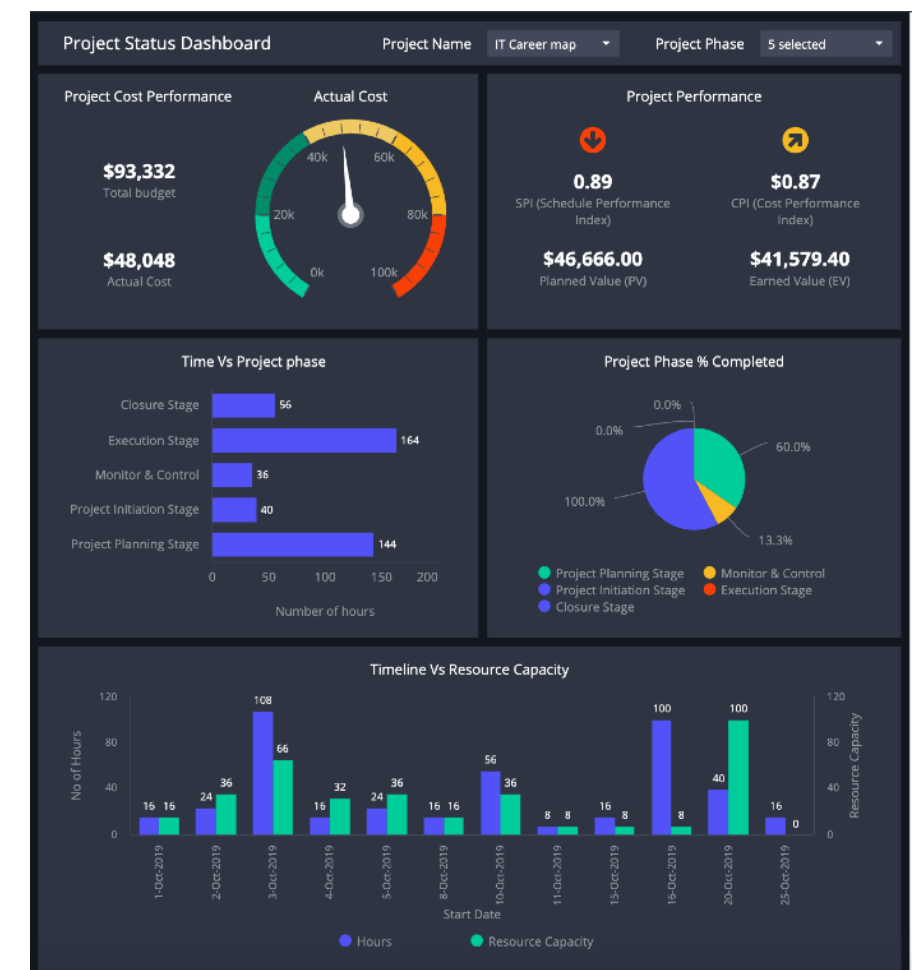 Project Status Dashboard
Project Name
IT Career map
Project Phase
5 selected
Project Cost Performance
Actual Cost
$93,332
Total budget
$48,048
Actual Cost
0k
20k
40k
60k
80k
100k
Project Performance
0.89
SPI (Schedule Performance
Index)
$0.87
CPI (Cost Performance
Index)
$46,666.00
Planned Value (PV)
$41,579.40
Earned Value (EV)
Time Vs Project phase
Closure Stage
56
Execution Stage
164
Monitor & Control
36
Project Initiation Stage
40
Project Planning Stage
144
0 50 100 150 200
Number of hours
Project Phase % Completed
0.0%
0.0%
60.0%
100.0%
13.3%
Project Planning Stage
Monitor & Control
Project Initiation Stage
Execution Stage
Closure Stage
Timeline Vs Resource Capacity
No of Hours
120
80
40
0
16 16
24 36
108 66
16 32
24 36
16 16
56 36
8 8
16 8
100 8
40 100
16 0
120
80
40
0
Resource Capacity
1-Oct-2019
2-Oct-2019
3-Oct-2019
4-Oct-2019
5-Oct-2019
8-Oct-2019
10-Oct-2019
11-Oct-2019
15-Oct-2019
16-Oct-2019
20-Oct-2019
25-Oct-2019
Start Date
Hours
Resource Capacity